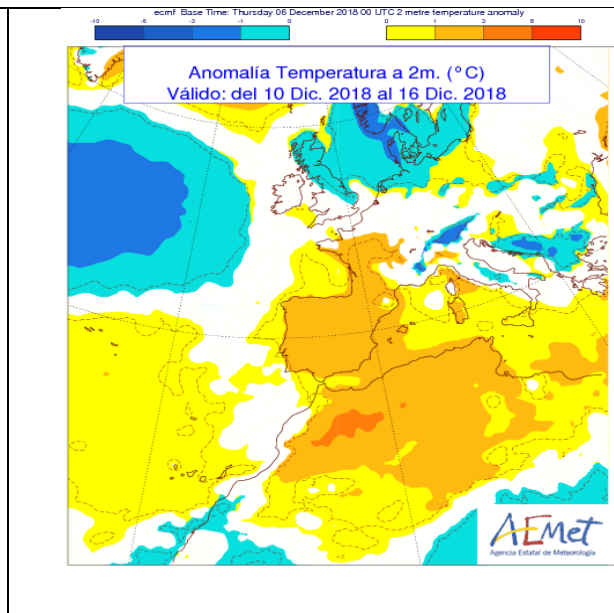 ecmf Base Time: Thursday 06 December 2018 00 UTC 2 metre temperature anomaly
-10 -6 -3 -1 0 0 1 3 6 10
Anomalía Temperatura a 2m. (ºC)
Válido: del 10 Dic. 2018 al 16 Dic. 2018
AEMet
Agencia Estatal de Meteorología